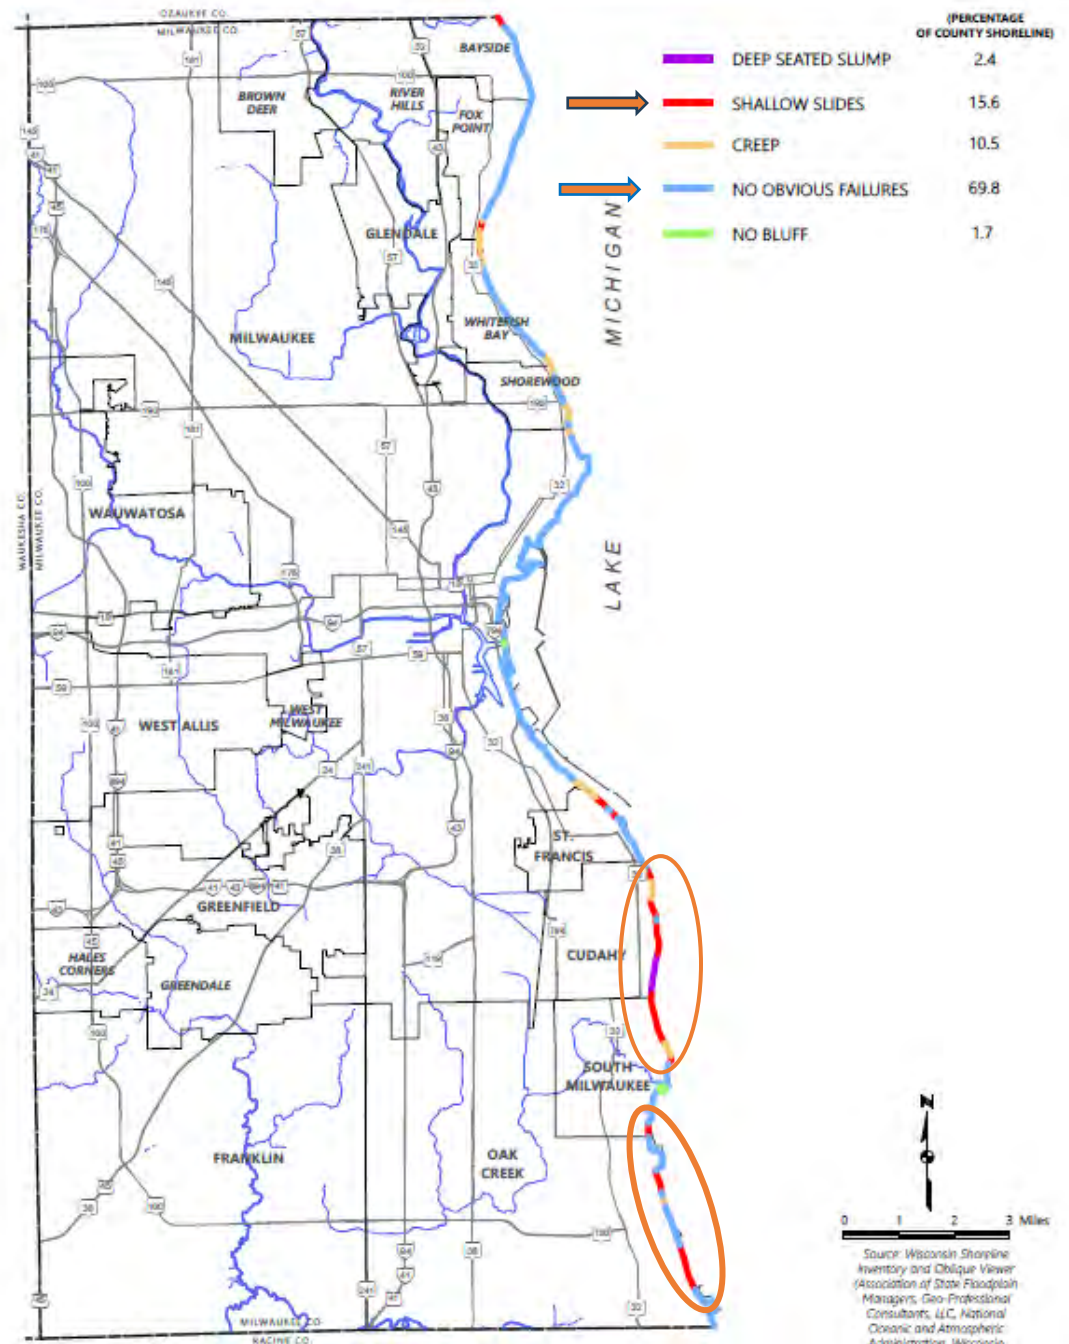 OZAUKEE CO.
MILWAUKEE CO.
(PERCENTAGE
OF COUNTY SHORELINE)
DEEP SEATED SLUMP 2.4
SHALLOW SLIDES 15.6
CREEP 10.5
NO OBVIOUS FAILURES 69.8
NO BLUFF 1.7
BAYSIDE
BROWN
DEER
RIVER
HILLS
FOX
POINT
GLENDALE
MILWAUKEE
WHITEFISH
BAY
SHOREWOOD
LAKE MICHIGAN
WAUKESHA CO.
MILWAUKEE CO.
WAUWATOSA
WEST ALLIS
WEST
MILWAUKEE
ST.
FRANCIS
GREENFIELD
HALES
CORNERS
GREENDALE
CUDAHY
SOUTH
MILWAUKEE
FRANKLIN
OAK
CREEK
MILWAUKEE CO.
RACINE CO.
N
0 1 2 3 Miles
Source: Wisconsin Shoreline
Inventory and Oblique Viewer
(Association of State Floodplain
Managers, Geo-Professional
Consultants, LLC, National
Oceanic and Atmospheric
Administration, Wisconsin